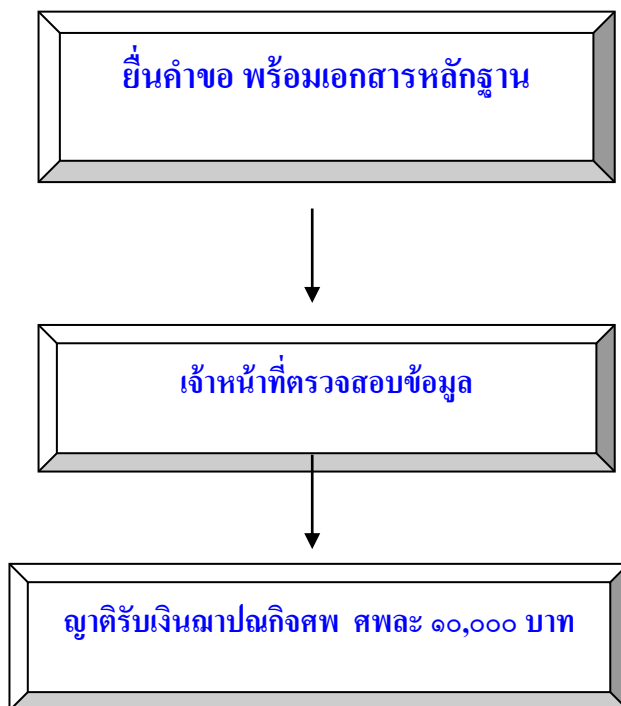 ยื่นคำขอ พร้อมเอกสารหลักฐาน
เจ้าหน้าที่ตรวจสอบข้อมูล
ญาติรับเงินฌาปณกิจศพ ศพละ ๑๐,๐๐๐ บาท